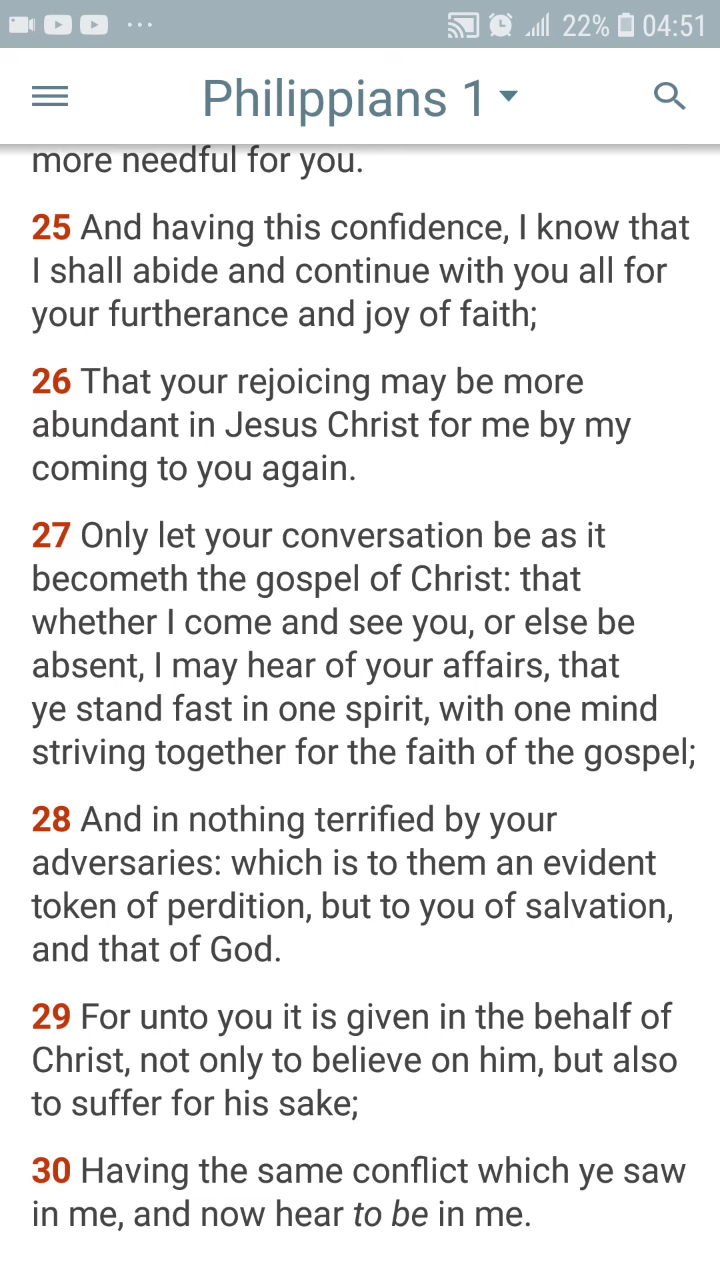 22% 04:51
Philippians 1
more needful for you.
25 And having this confidence, I know that
I shall abide and continue with you all for
your furtherance and joy of faith;
26 That your rejoicing may be more
abundant in Jesus Christ for me by my
coming to you again.
27 Only let your conversation be as it
becometh the gospel of Christ: that
whether I come and see you, or else be
absent, I may hear of your affairs, that
ye stand fast in one spirit, with one mind
striving together for the faith of the gospel;
28 And in nothing terrified by your
adversaries: which is to them an evident
token of perdition, but to you of salvation,
and that of God.
29 For unto you it is given in the behalf of
Christ, not only to believe on him, but also
to suffer for his sake;
30 Having the same conflict which ye saw
in me, and now hear to be in me.